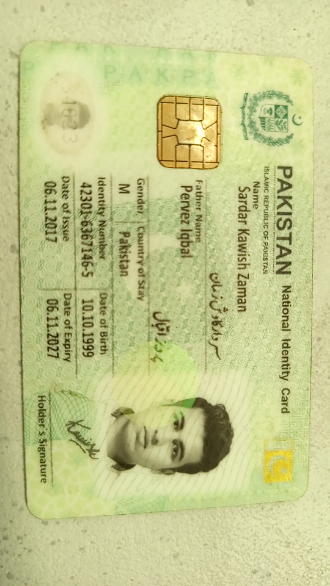 PAKISTAN National Identity Card
ISLAMIC REPUBLIC OF PAKISTAN
Name
Sardar Kawish Zaman
سردار کاوش زمان
Father Name
Perver Iqbal
پرویز اقبال
Gender Country of Stay
M Pakistan
Identity Number Date of Birth
42301-6367146-5 10.10.1999
Date of Issue Date of Expiry
06.11.2017 06.11.2027
Holder's Signature